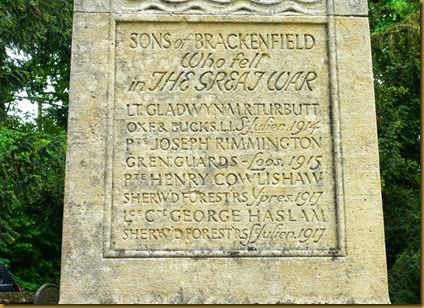 SONS of BRACKENFIELD
Who fell
in THE GREAT WAR
LT. GLADWYN M.R.TURBUTT
OXF. & BUCKS. L.I. St Julien. 1914
PTE JOSEPH RIMMINGTON
GREN. GUARDS - Loos. 1915
PTE HENRY COWLISHAW
SHERWD FORESTRS Ypres. 1917
LCE CPL GEORGE HASLAM
SHERWD FORESTRS St Julien. 1917